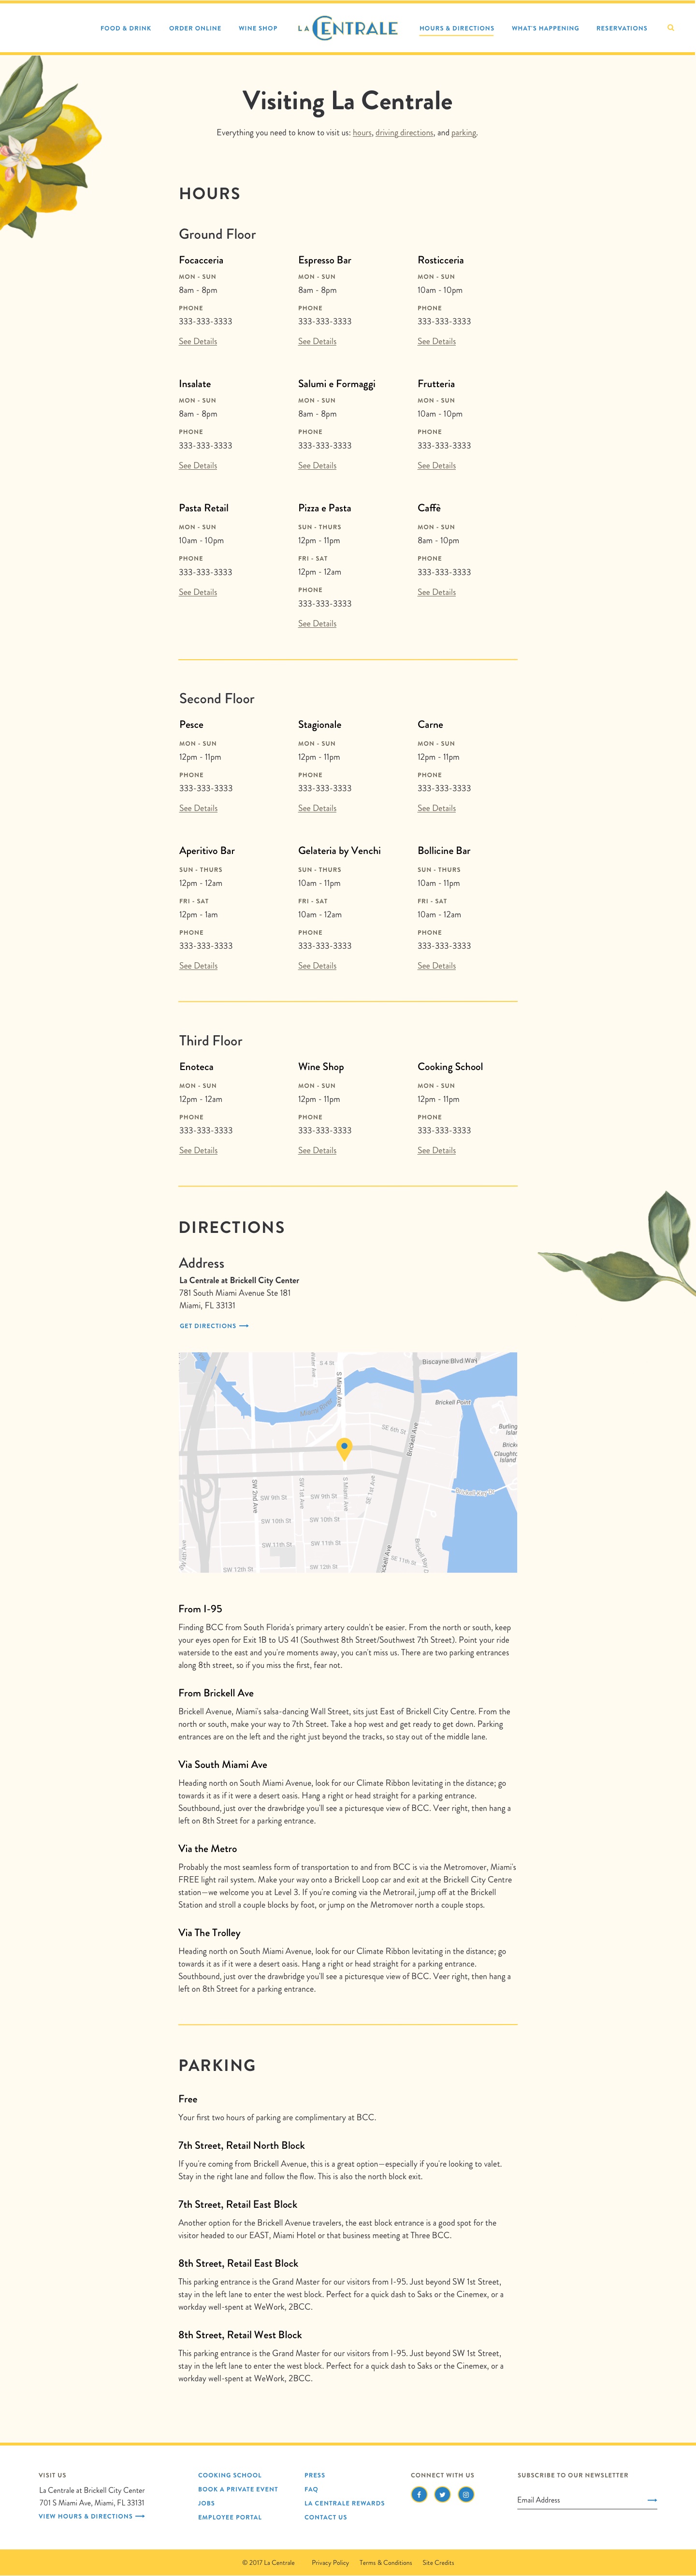 FOOD & DRINK
ORDER ONLINE
WINE SHOP
LA CENTRALE
HOURS & DIRECTIONS
WHAT'S HAPPENING
RESERVATIONS
Visiting La Centrale
Everything you need to know to visit us: hours, driving directions, and parking.
HOURS
Ground Floor
Focacceria
MON - SUN
8am - 8pm
PHONE
333-333-3333
See Details
Espresso Bar
MON - SUN
8am - 8pm
PHONE
333-333-3333
See Details
Rosticceria
MON - SUN
10am - 10pm
PHONE
333-333-3333
See Details
Insalate
MON - SUN
8am - 8pm
PHONE
333-333-3333
See Details
Salumi e Formaggi
MON - SUN
8am - 8pm
PHONE
333-333-3333
See Details
Frutteria
MON - SUN
10am - 10pm
PHONE
333-333-3333
See Details
Pasta Retail
MON - SUN
10am - 10pm
PHONE
333-333-3333
See Details
Pizza e Pasta
SUN - THURS
12pm - 11pm
FRI - SAT
12pm - 12am
PHONE
333-333-3333
See Details
Caffè
MON - SUN
8am - 10pm
PHONE
333-333-3333
See Details
Second Floor
Pesce
MON - SUN
12pm - 11pm
PHONE
333-333-3333
See Details
Stagionale
MON - SUN
12pm - 11pm
PHONE
333-333-3333
See Details
Carne
MON - SUN
12pm - 11pm
PHONE
333-333-3333
See Details
Aperitivo Bar
SUN - THURS
12pm - 12am
FRI - SAT
12pm - 1am
PHONE
333-333-3333
See Details
Gelateria by Venchi
SUN - THURS
10am - 11pm
FRI - SAT
10am - 12am
PHONE
333-333-3333
See Details
Bollicine Bar
SUN - THURS
10am - 11pm
FRI - SAT
10am - 12am
PHONE
333-333-3333
See Details
Third Floor
Enoteca
MON - SUN
12pm - 12am
PHONE
333-333-3333
See Details
Wine Shop
MON - SUN
12pm - 11pm
PHONE
333-333-3333
See Details
Cooking School
MON - SUN
12pm - 11pm
PHONE
333-333-3333
See Details
DIRECTIONS
Address
La Centrale at Brickell City Center
781 South Miami Avenue Ste 181
Miami, FL 33131
GET DIRECTIONS
Biscayne Blvd Way
S Miami Ave
Miami River
Brickell Point
SE 6th St
Brickell Ave
Island
Brickell Key Dr
SW 2nd Ave
SW 1st Ave
S Miami Ave
SE 1st Ave
SW 9th St
SW 9th St
SW 10th St
SW 10th St
SW 11th St
SW 11th St
SE 11th St
SW 12th St
SW 12th St
From I-95
Finding BCC from South Florida's primary artery couldn't be easier. From the north or south, keep
your eyes open for Exit 1B to US 41 (Southwest 8th Street/Southwest 7th Street). Point your ride
waterside to the east and you're moments away, you can't miss us. There are two parking entrances
along 8th street, so if you miss the first, fear not.
From Brickell Ave
Brickell Avenue, Miami's salsa-dancing Wall Street, sits just East of Brickell City Centre. From the
north or south, make your way to 7th Street. Take a hop west and get ready to get down. Parking
entrances are on the left and the right just beyond the tracks, so stay out of the middle lane.
Via South Miami Ave
Heading north on South Miami Avenue, look for our Climate Ribbon levitating in the distance; go
towards it as if it were a desert oasis. Hang a right or head straight for a parking entrance.
Southbound, just over the drawbridge you'll see a picturesque view of BCC. Veer right, then hang a
left on 8th Street for a parking entrance.
Via the Metro
Probably the most seamless form of transportation to and from BCC is via the Metromover, Miami's
FREE light rail system. Make your way onto a Brickell Loop car and exit at the Brickell City Centre
station—we welcome you at Level 3. If you're coming via the Metrorail, jump off at the Brickell
Station and stroll a couple blocks by foot, or jump on the Metromover north a couple stops.
Via The Trolley
Heading north on South Miami Avenue, look for our Climate Ribbon levitating in the distance; go
towards it as if it were a desert oasis. Hang a right or head straight for a parking entrance.
Southbound, just over the drawbridge you'll see a picturesque view of BCC. Veer right, then hang a
left on 8th Street for a parking entrance.
PARKING
Free
Your first two hours of parking are complimentary at BCC.
7th Street, Retail North Block
If you're coming from Brickell Avenue, this is a great option—especially if you're looking to valet.
Stay in the right lane and follow the flow. This is also the north block exit.
7th Street, Retail East Block
Another option for the Brickell Avenue travelers, the east block entrance is a good spot for the
visitor headed to our EAST, Miami Hotel or that business meeting at Three BCC.
8th Street, Retail East Block
This parking entrance is the Grand Master for our visitors from I-95. Just beyond SW 1st Street,
stay in the left lane to enter the west block. Perfect for a quick dash to Saks or the Cinemex, or a
workday well-spent at WeWork, 2BCC.
8th Street, Retail West Block
This parking entrance is the Grand Master for our visitors from I-95. Just beyond SW 1st Street,
stay in the left lane to enter the west block. Perfect for a quick dash to Saks or the Cinemex, or a
workday well-spent at WeWork, 2BCC.
VISIT US
La Centrale at Brickell City Center
701 S Miami Ave, Miami, FL 33131
VIEW HOURS & DIRECTIONS
COOKING SCHOOL
BOOK A PRIVATE EVENT
JOBS
EMPLOYEE PORTAL
PRESS
FAQ
LA CENTRALE REWARDS
CONTACT US
CONNECT WITH US
SUBSCRIBE TO OUR NEWSLETTER
Email Address
© 2017 La Centrale
Privacy Policy
Terms & Conditions
Site Credits